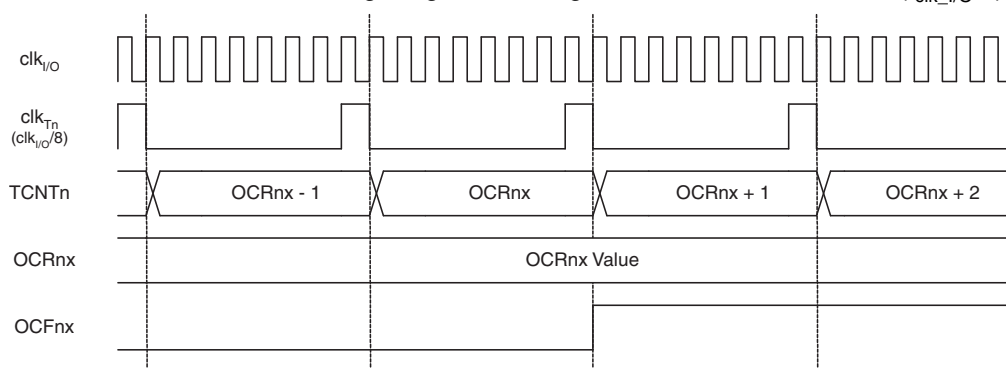 clkI/O
clkTn
(clkI/O/8)
TCNTn OCRnx - 1 OCRnx OCRnx + 1 OCRnx + 2
OCRnx OCRnx Value
OCFnx